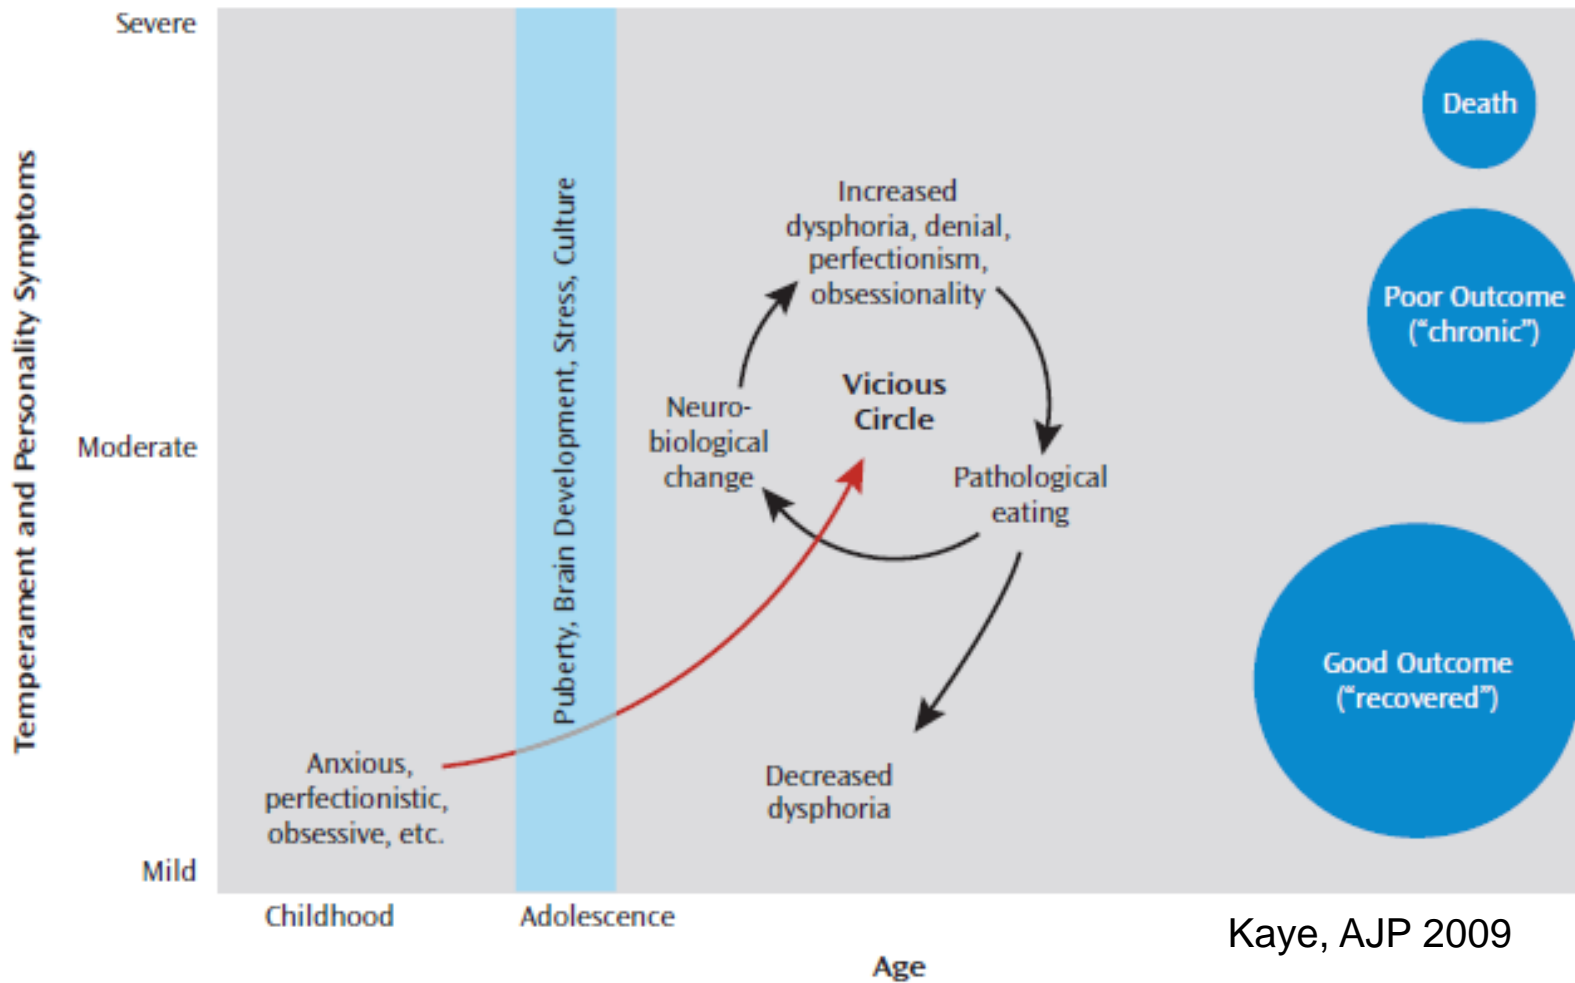 Temperament and Personality Symptoms
Severe
Moderate
Mild
Childhood
Adolescence
Age
Anxious,
perfectionistic,
obsessive, etc.
Puberty, Brain Development, Stress, Culture
Increased
dysphoria, denial,
perfectionism,
obsessionality
Vicious
Circle
Neuro-
biological
change
Pathological
eating
Decreased
dysphoria
Death
Poor Outcome
(“chronic”)
Good Outcome
(“recovered”)
Kaye, AJP 2009